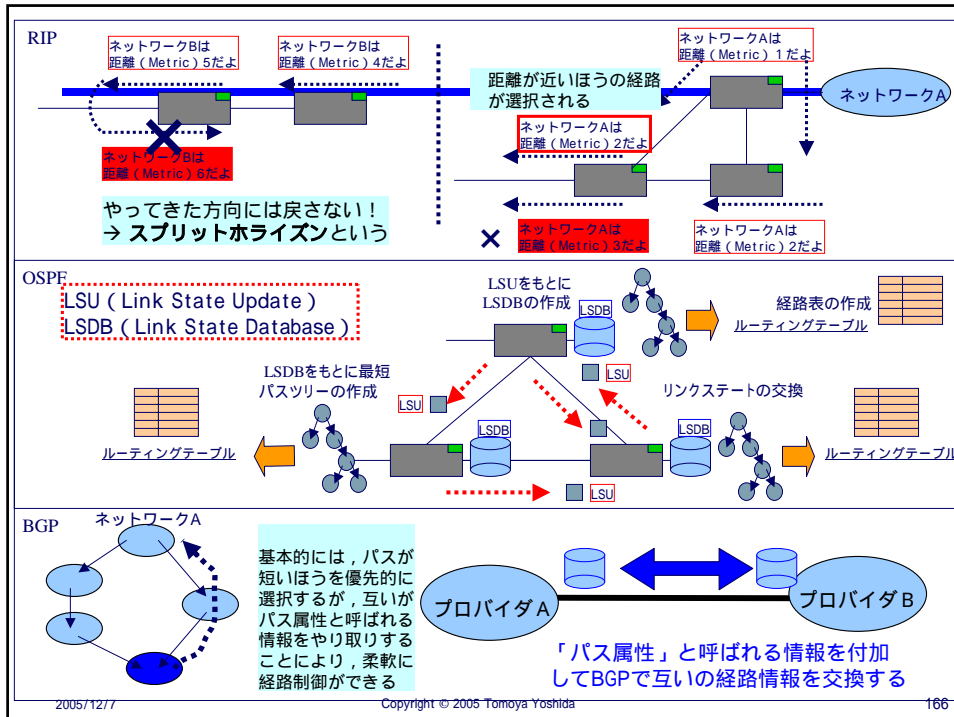 RIP
ネットワークBは
距離（Metric）5だよ
ネットワークBは
距離（Metric）4だよ
ネットワークBは
距離（Metric）6だよ
やってきた方向には戻さない！
→ スプリットホライズンという
距離が近いほうの経路
が選択される
ネットワークAは
距離（Metric）1だよ
ネットワークA
ネットワークAは
距離（Metric）2だよ
ネットワークAは
距離（Metric）3だよ
ネットワークAは
距離（Metric）2だよ
OSPF
LSU（Link State Update）
LSDB（Link State Database）
LSUをもとに
LSDBの作成
LSDB
経路表の作成
ルーティングテーブル
LSDBをもとに最短
パスツリーの作成
LSU
LSU
リンクステートの交換
ルーティングテーブル
LSDB
LSDB
ルーティングテーブル
LSU
BGP
ネットワークA
基本的には，パスが
短いほうを優先的に
選択するが，互いが
パス属性と呼ばれる
情報をやり取りする
ことにより，柔軟に
経路制御ができる
プロバイダA
プロバイダB
「パス属性」と呼ばれる情報を付加
してBGPで互いの経路情報を交換する
2005/12/7
Copyright © 2005 Tomoya Yoshida
166